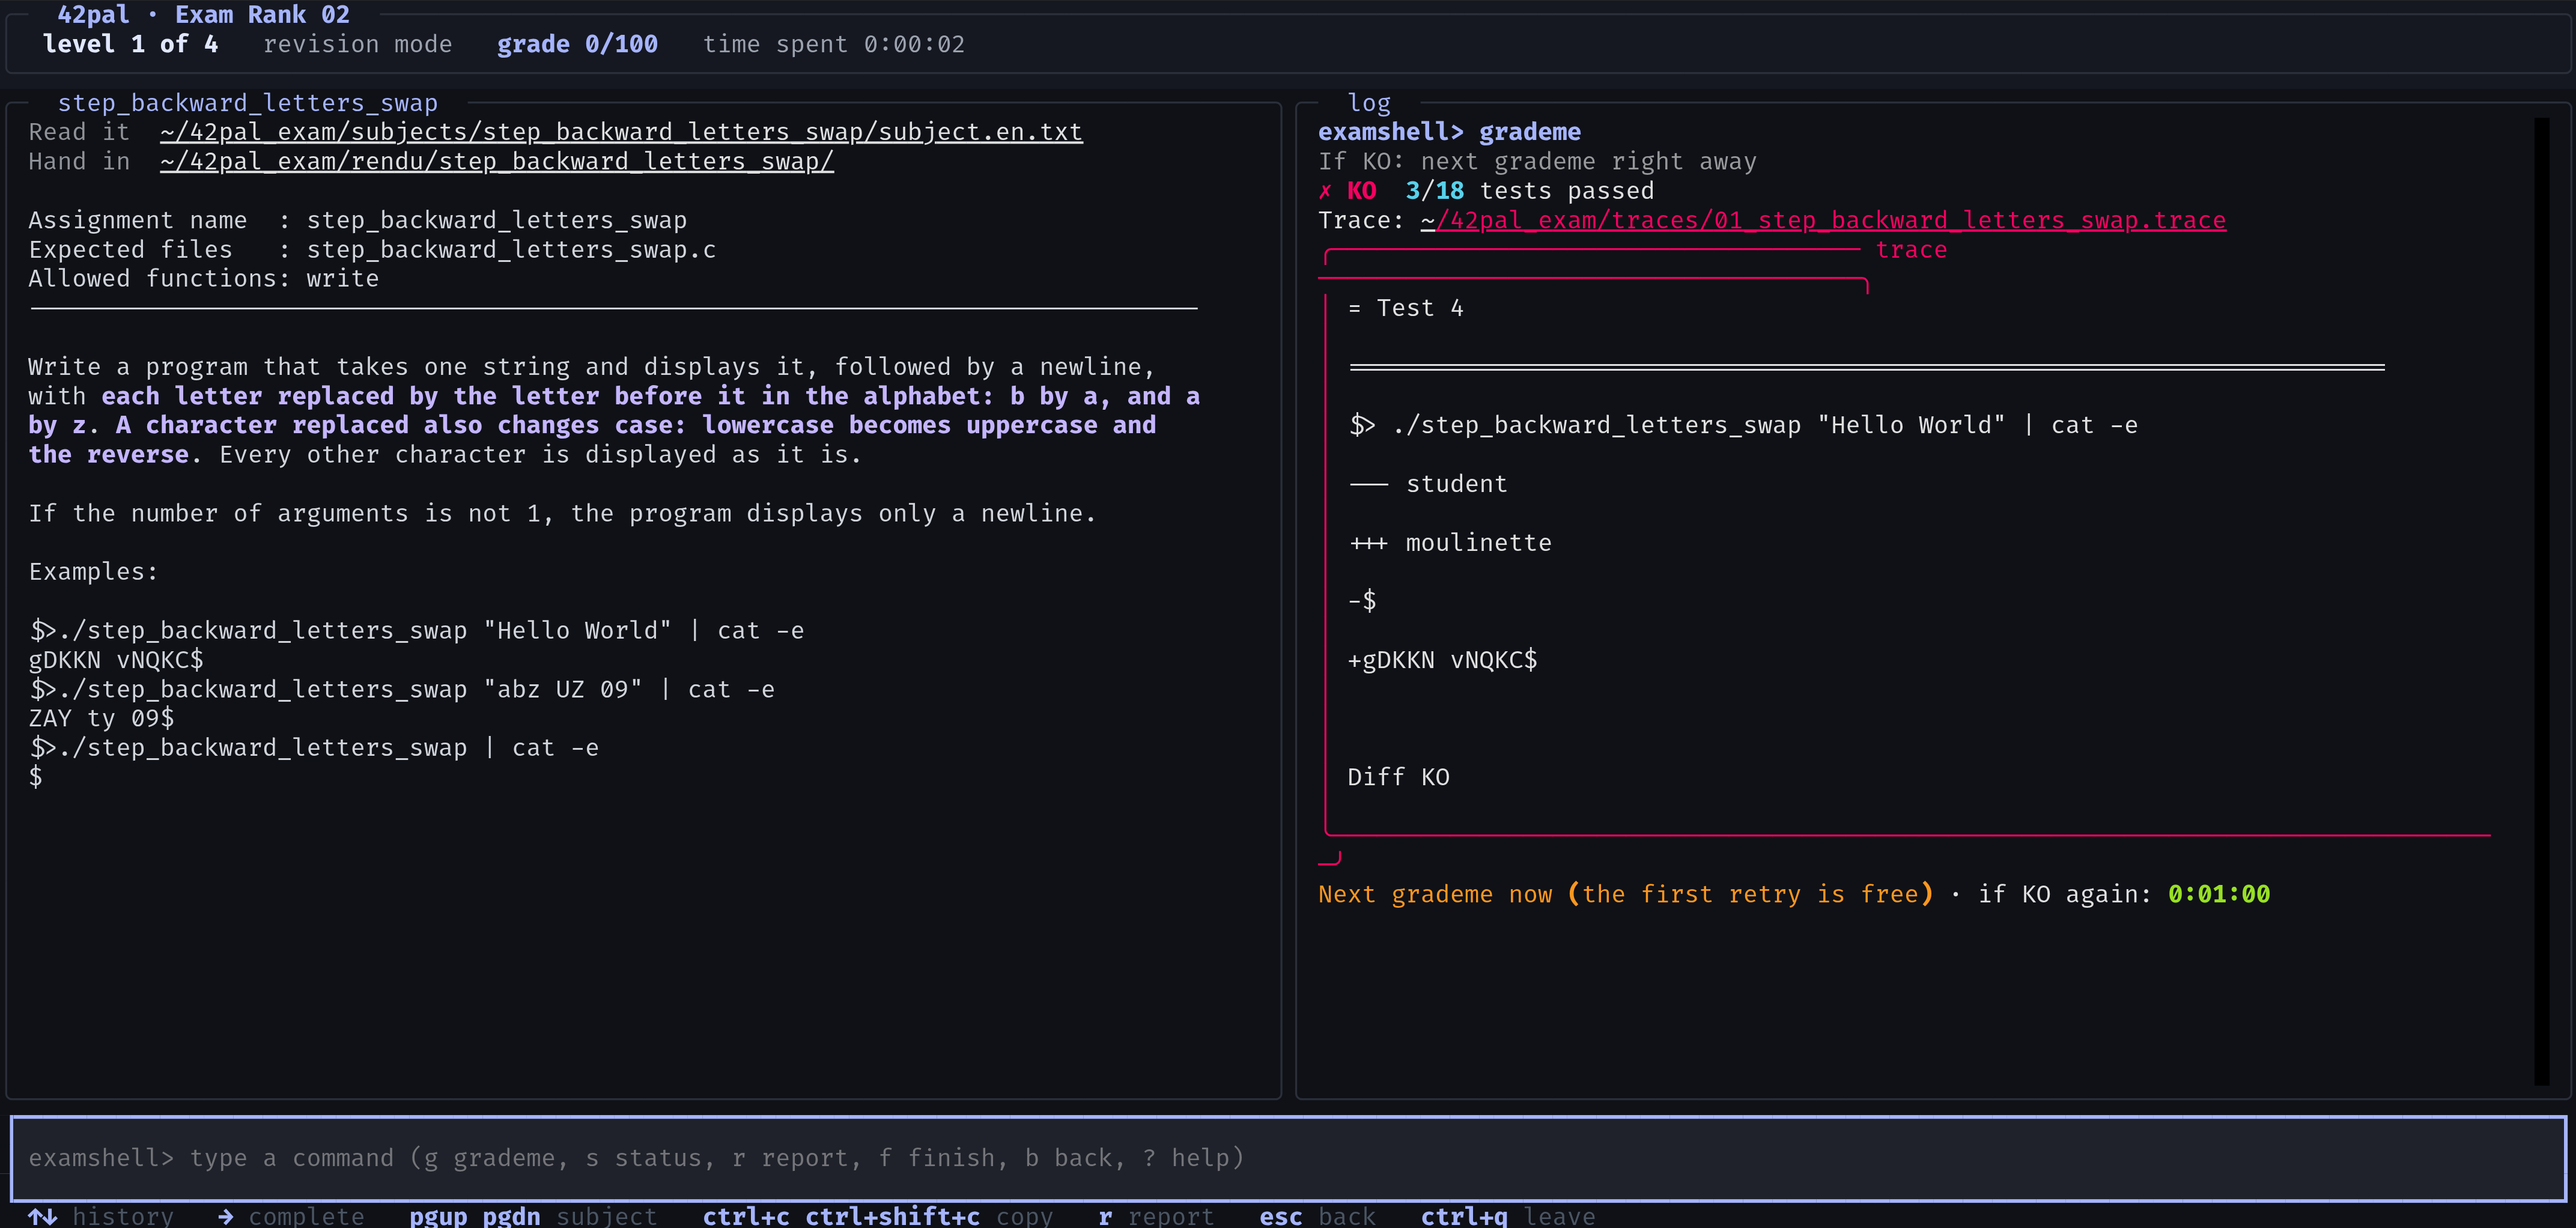 42pal · Exam Rank 02
level 1 of 4   revision mode   grade 0/100   time spent 0:00:02
step_backward_letters_swap
Read it  ~/42pal_exam/subjects/step_backward_letters_swap/subject.en.txt
Hand in  ~/42pal_exam/rendu/step_backward_letters_swap/
Assignment name  : step_backward_letters_swap
Expected files   : step_backward_letters_swap.c
Allowed functions: write
Write a program that takes one string and displays it, followed by a newline,
with each letter replaced by the letter before it in the alphabet: b by a, and a
by z. A character replaced also changes case: lowercase becomes uppercase and
the reverse. Every other character is displayed as it is.
If the number of arguments is not 1, the program displays only a newline.
Examples:
$>./step_backward_letters_swap "Hello World" | cat -e
gDKKN vNQKC$
$>./step_backward_letters_swap "abz UZ 09" | cat -e
ZAY ty 09$
$>./step_backward_letters_swap | cat -e
$
log
examshell> grademe
If KO: next grademe right away
✗ KO  3/18 tests passed
Trace: ~/42pal_exam/traces/01_step_backward_letters_swap.trace
trace
= Test 4
$> ./step_backward_letters_swap "Hello World" | cat -e
--- student
+++ moulinette
-$
+gDKKN vNQKC$
Diff KO
Next grademe now (the first retry is free) · if KO again: 0:01:00
examshell> type a command (g grademe, s status, r report, f finish, b back, ? help)
↑↓ history   → complete   pgup pgdn subject   ctrl+c ctrl+shift+c copy   r report   esc back   ctrl+q leave